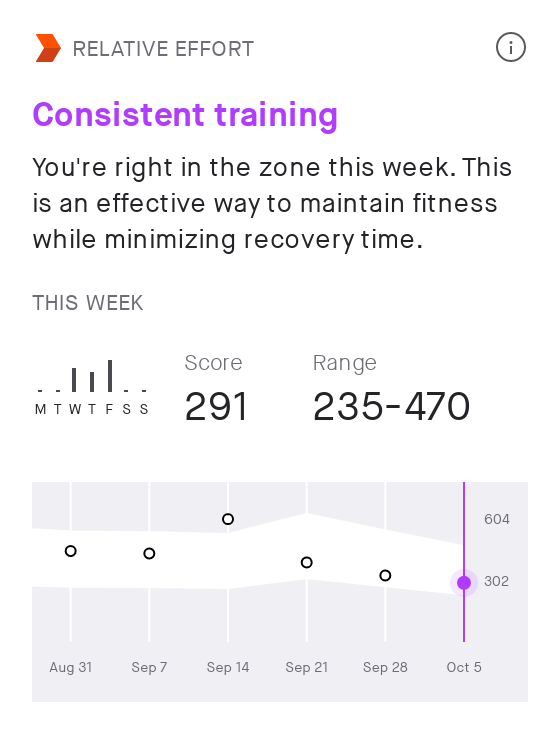 RELATIVE EFFORT
Consistent training
You're right in the zone this week. This
is an effective way to maintain fitness
while minimizing recovery time.
THIS WEEK
Score
Range
M T W T F S S
291
235-470
604
302
Aug 31
Sep 7
Sep 14
Sep 21
Sep 28
Oct 5